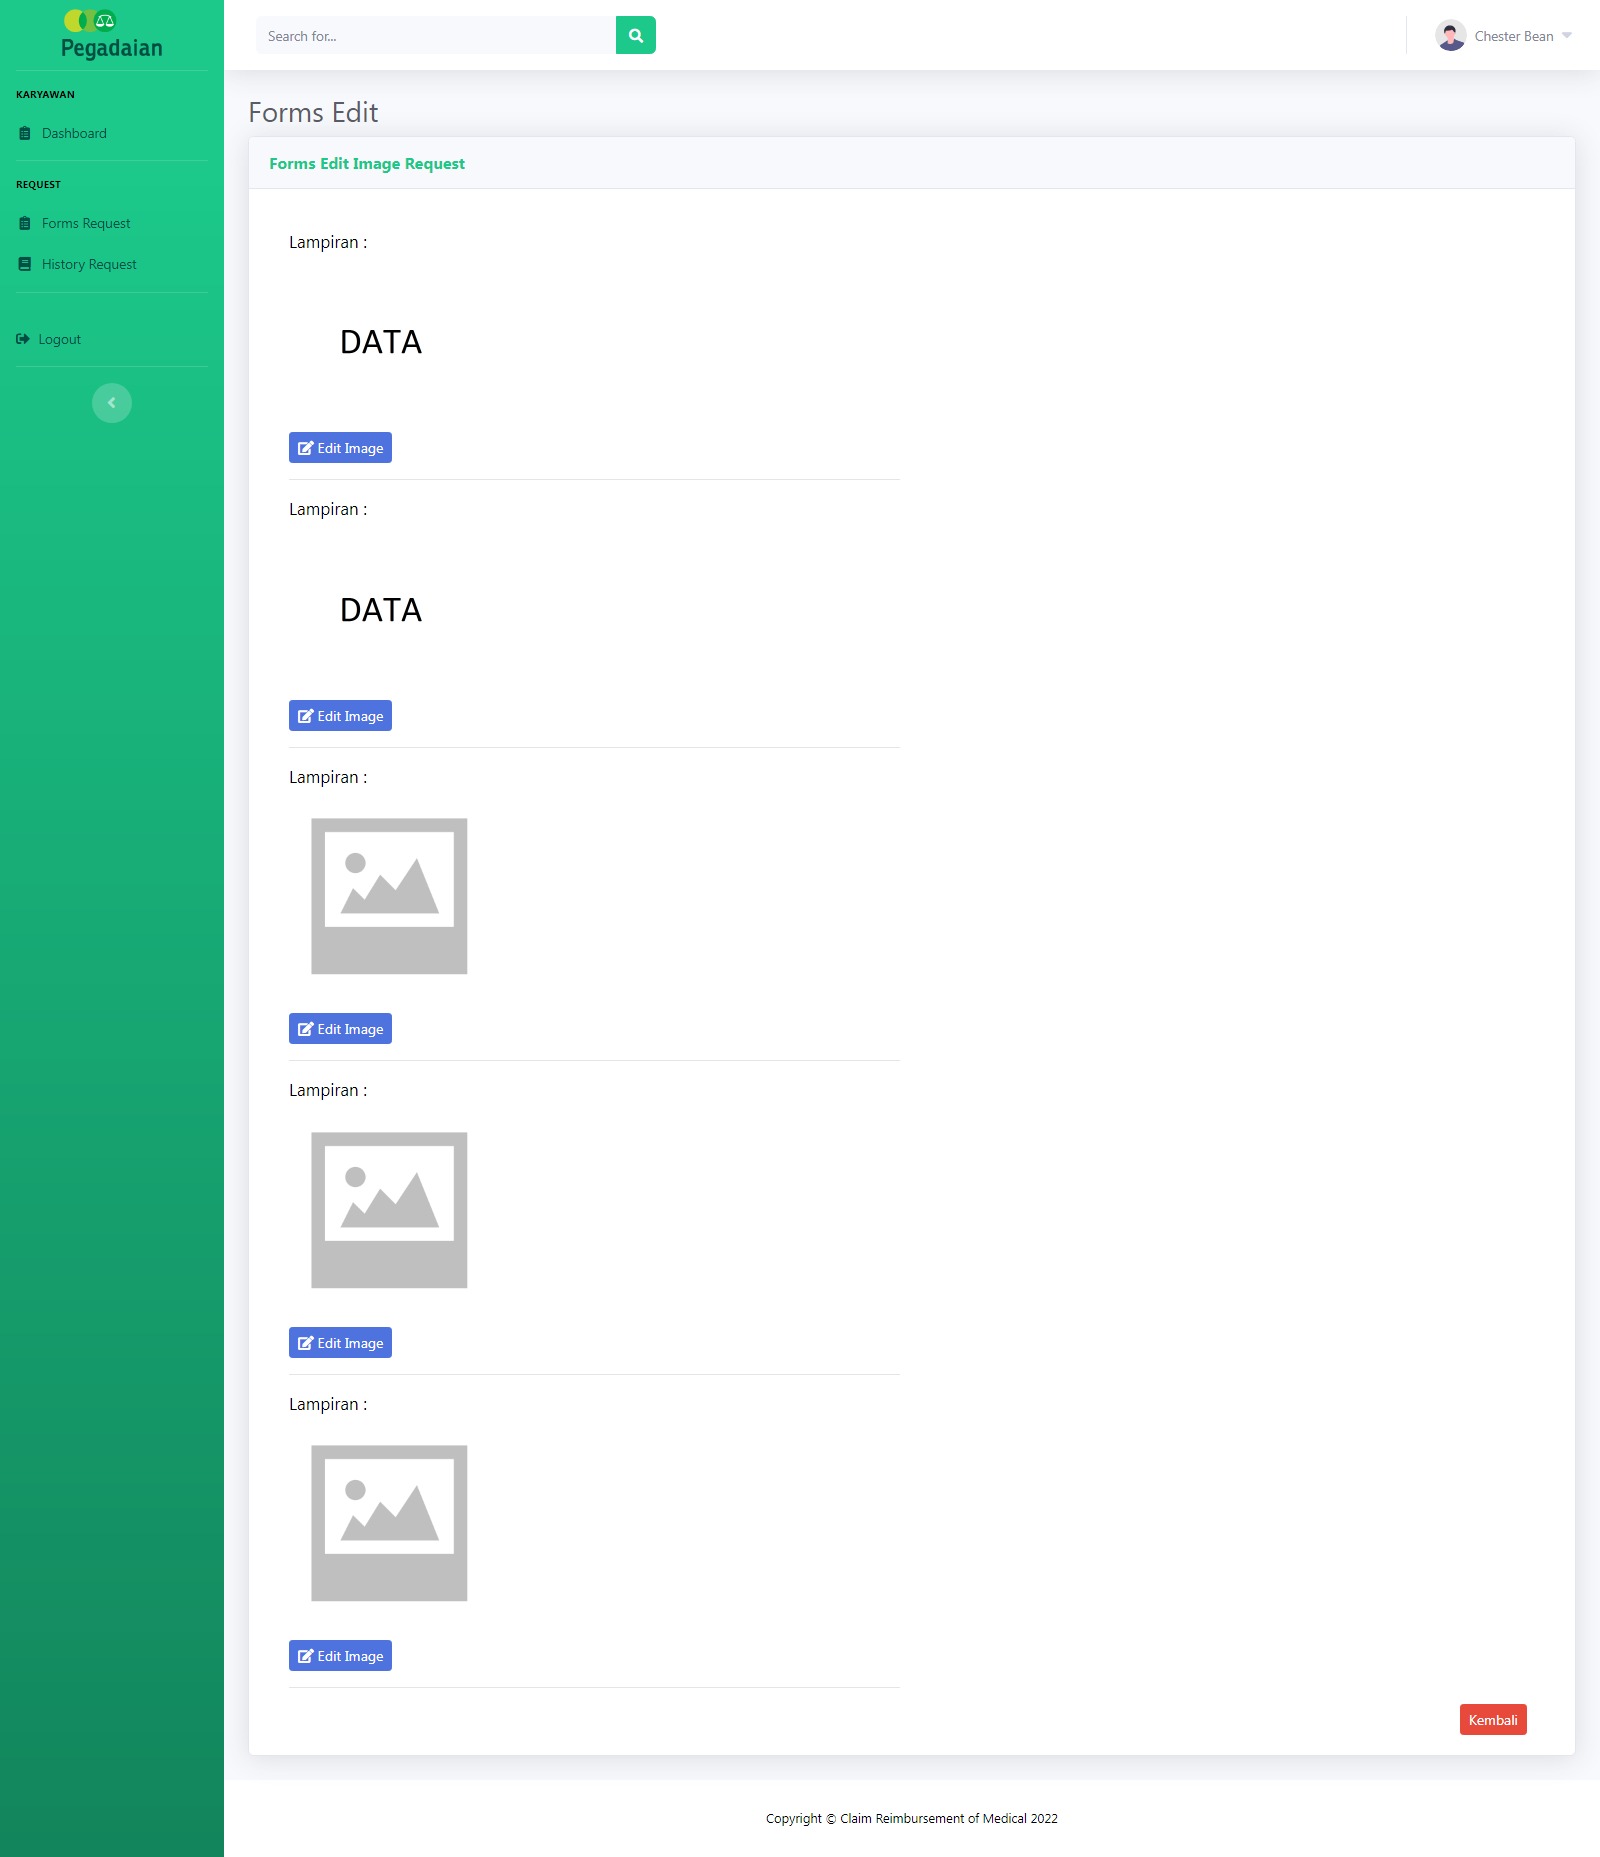 Pegadaian
KARYAWAN
Dashboard
REQUEST
Forms Request
History Request
Logout
Search for...
Chester Bean
Forms Edit
Forms Edit Image Request
Lampiran :
DATA
Edit Image
Lampiran :
DATA
Edit Image
Lampiran :
Edit Image
Lampiran :
Edit Image
Lampiran :
Edit Image
Kembali
Copyright © Claim Reimbursement of Medical 2022